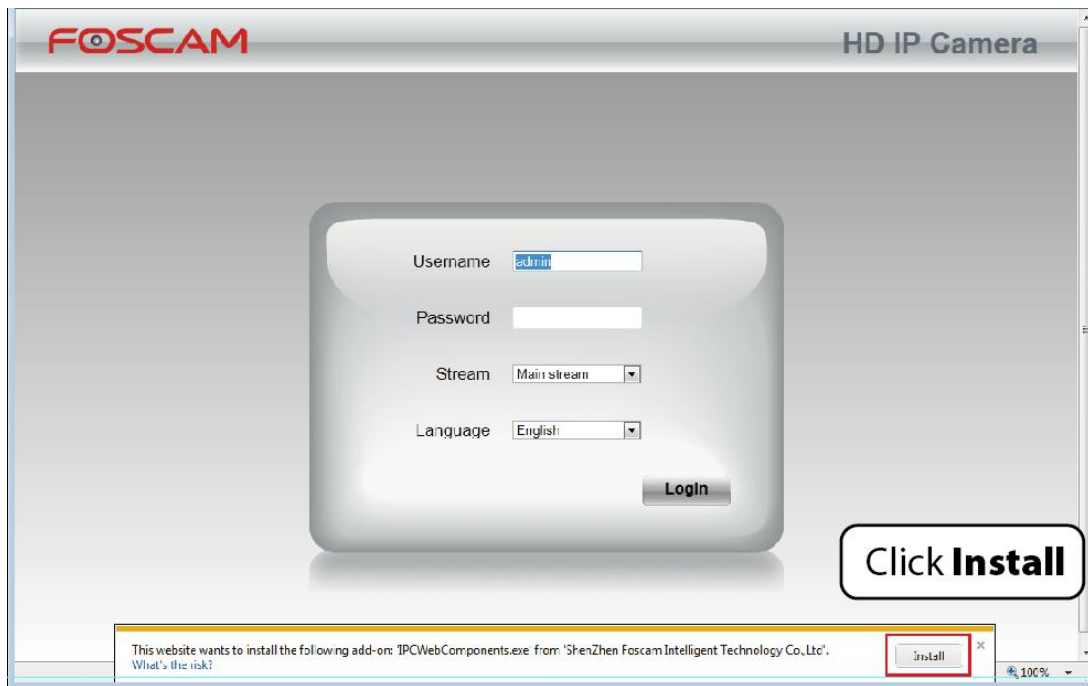 FOSCAM
HD IP Camera
Username admin
Password
Stream Main stream
Language English
Login
Click Install
This website wants to install the following add-on: 'IPCWebComponents.exe' from 'ShenZhen Foscam Intelligent Technology Co.,Ltd'.
What's the risk?
Install
100%